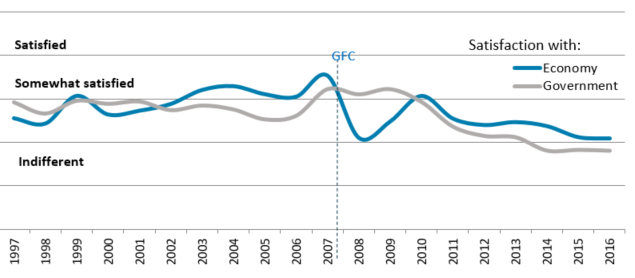 GFC
Satisfaction with:
Satisfied
Somewhat satisfied
Indifferent
Economy
Government
1997
1998
1999
2000
2001
2002
2003
2004
2005
2006
2007
2008
2009
2010
2011
2012
2013
2014
2015
2016